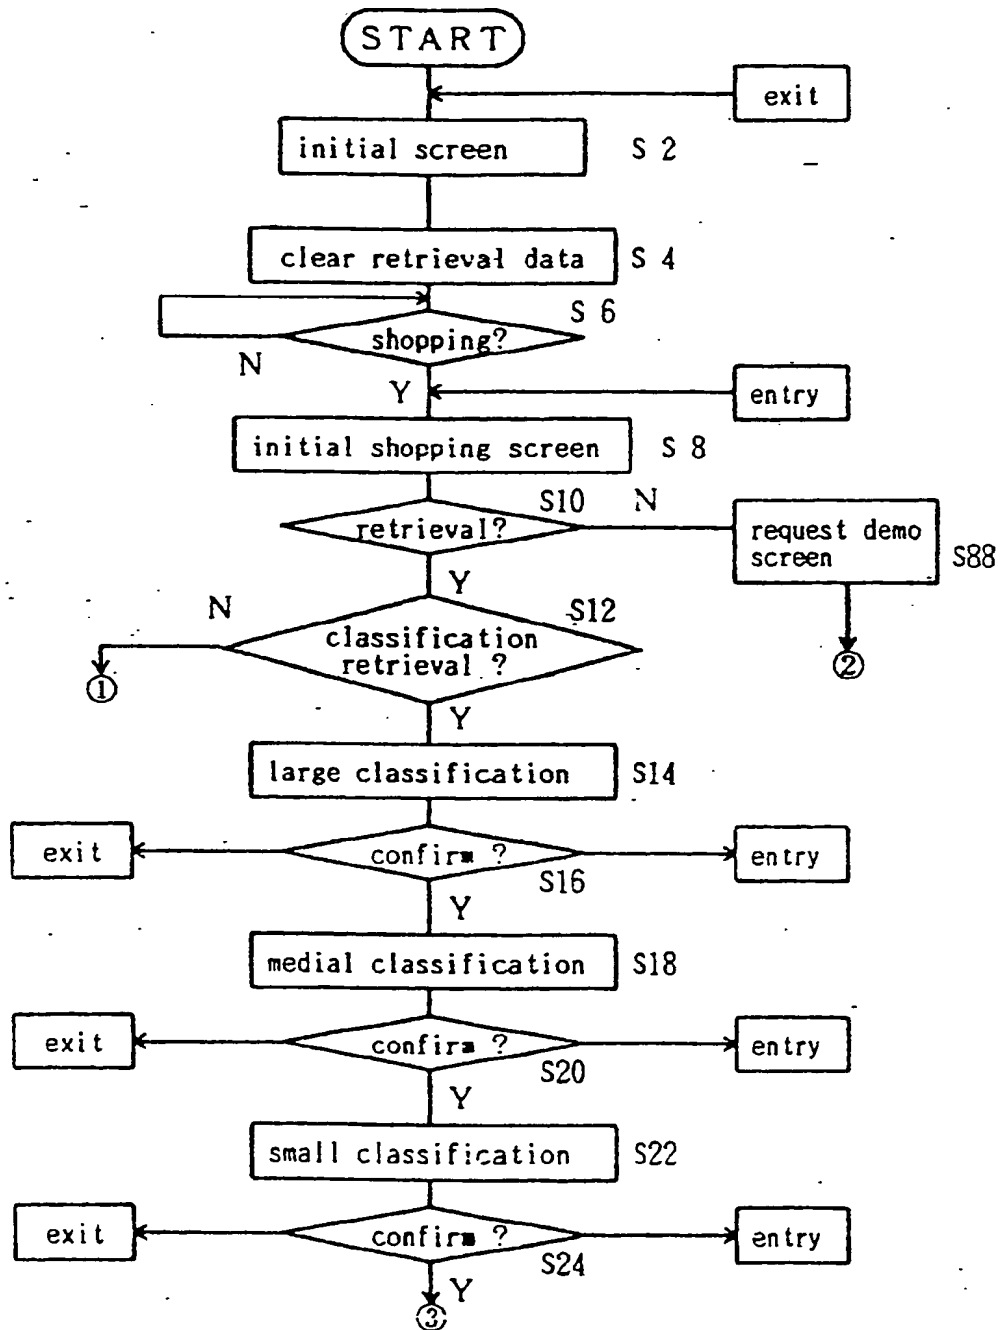 START
exit
initial screen S 2
clear retrieval data S 4
S 6
shopping?
N
Y
entry
initial shopping screen S 8
S10 N
retrieval?
request demo
screen
S88
Y
N
S12
classification
retrieval ?
①
②
Y
large classification S14
exit
confirm ?
entry
S16
Y
medial classification S18
exit
confirm ?
entry
S20
Y
small classification S22
exit
confirm ?
entry
S24
Y
③